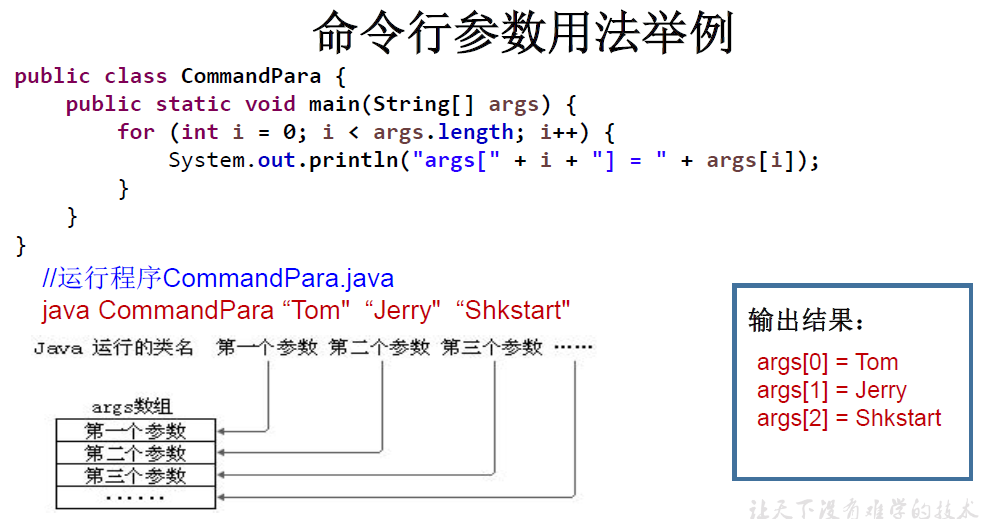 命令行参数用法举例
public class CommandPara {
    public static void main(String[] args) {
        for (int i = 0; i < args.length; i++) {
            System.out.println("args[" + i + "] = " + args[i]);
        }
    }
}
//运行程序CommandPara.java
java CommandPara “Tom"  “Jerry"  “Shkstart"
Java 运行的类名  第一个参数 第二个参数 第三个参数 ……
args数组
第一个参数
第二个参数
第三个参数
……
输出结果：
args[0] = Tom
args[1] = Jerry
args[2] = Shkstart
让天下没有难学的技术